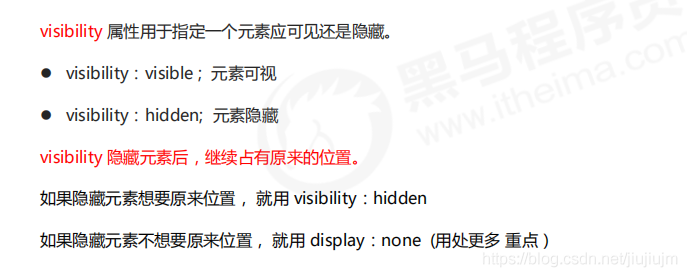 visibility 属性用于指定一个元素应可见还是隐藏。
● visibility : visible ; 元素可视
● visibility : hidden; 元素隐藏
visibility 隐藏元素后，继续占有原来的位置。
如果隐藏元素想要原来位置， 就用 visibility : hidden
如果隐藏元素不想要原来位置， 就用 display : none (用处更多 重点 )
黑马程序员
www.itheima.com
https://blog.csdn.net/jiujiujm